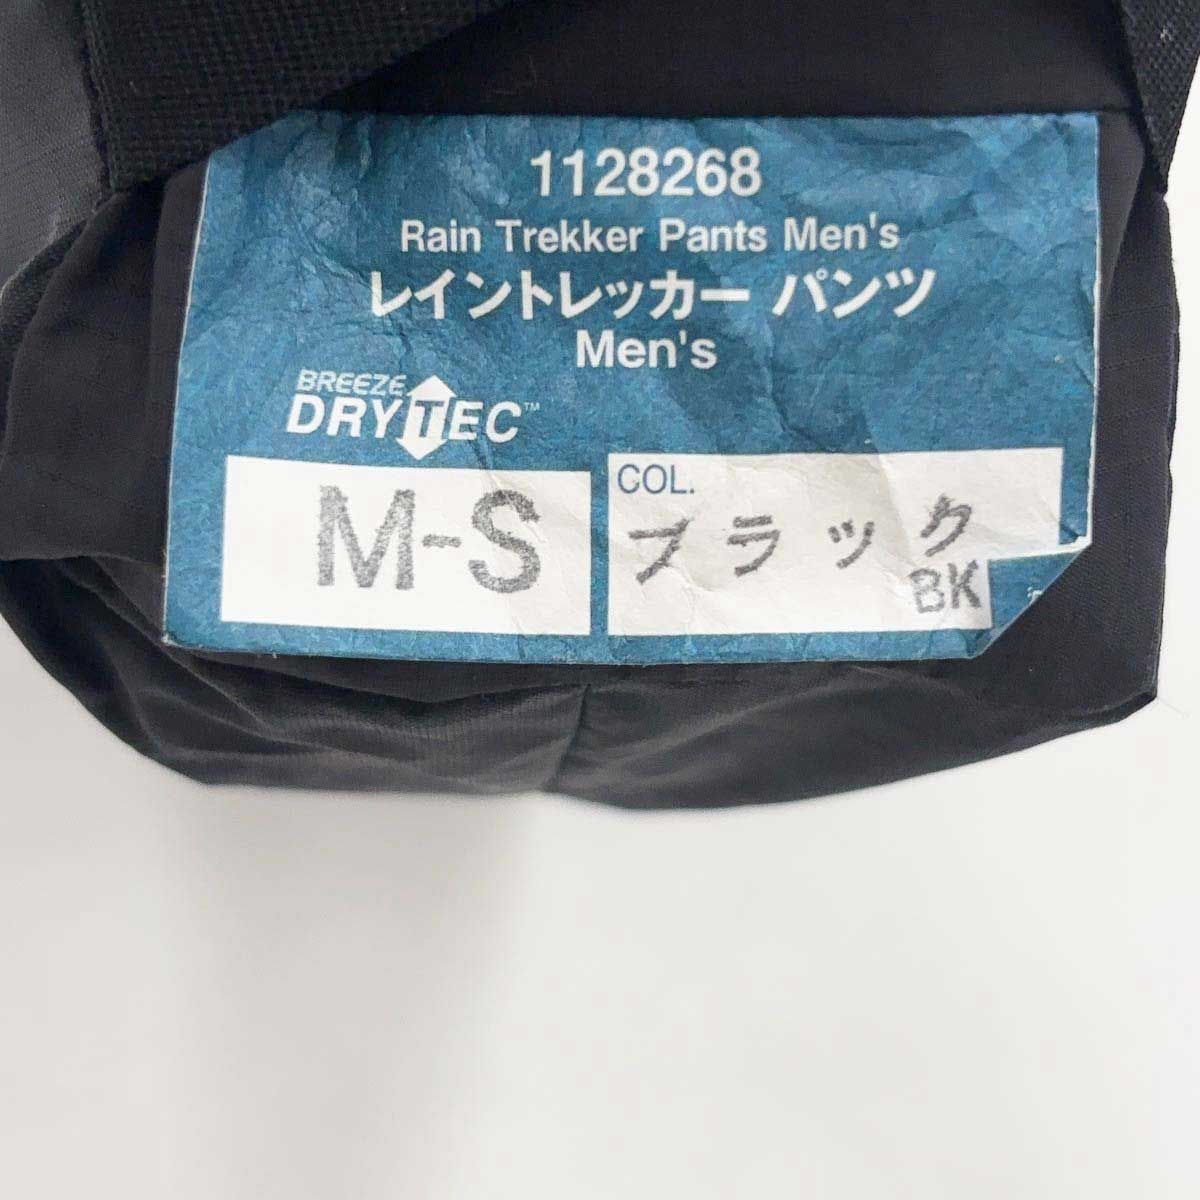 1128268
Rain Trekker Pants Men's
レイントレッカー パンツ
Men's
BREEZE
DRYTEC™
M-S
COL.
ブラック
BK